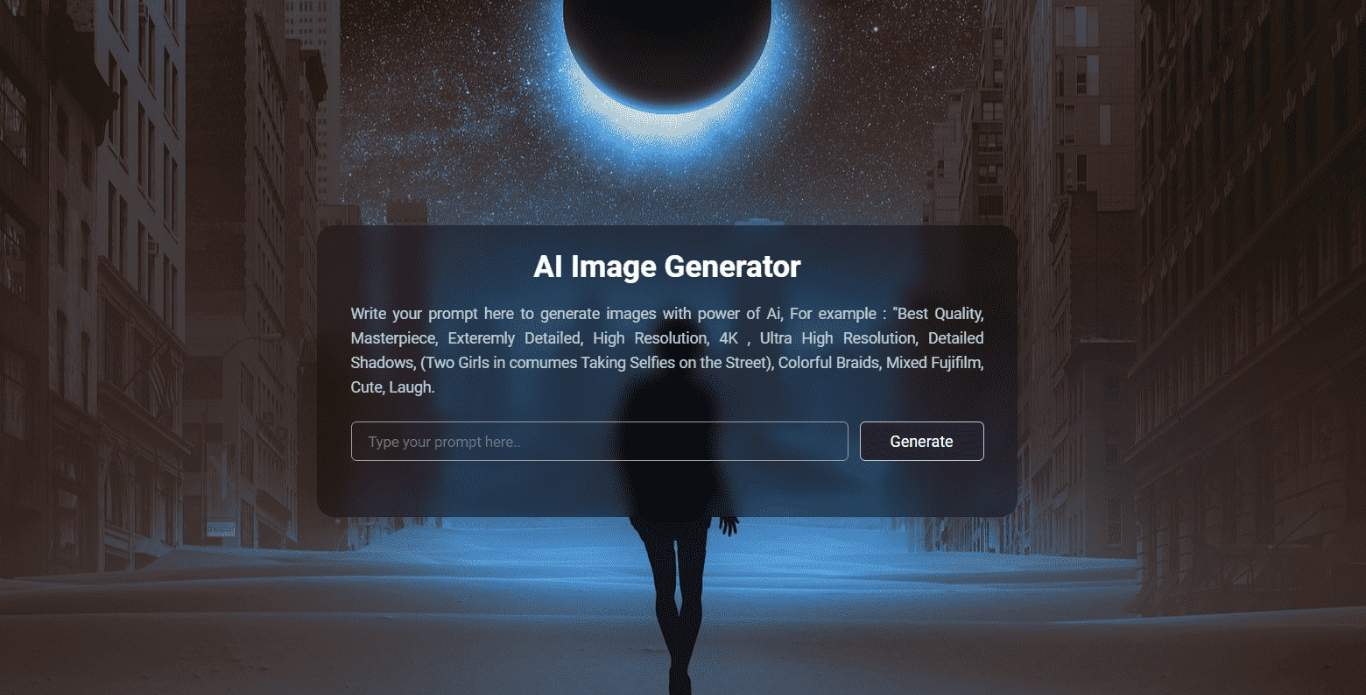 AI Image Generator
Write your prompt here to generate images with power of Ai, For example : "Best Quality,
Masterpiece, Exteremly Detailed, High Resolution, 4K , Ultra High Resolution, Detailed
Shadows, (Two Girls in comumes Taking Selfies on the Street), Colorful Braids, Mixed Fujifilm,
Cute, Laugh.
Type your prompt here..
Generate